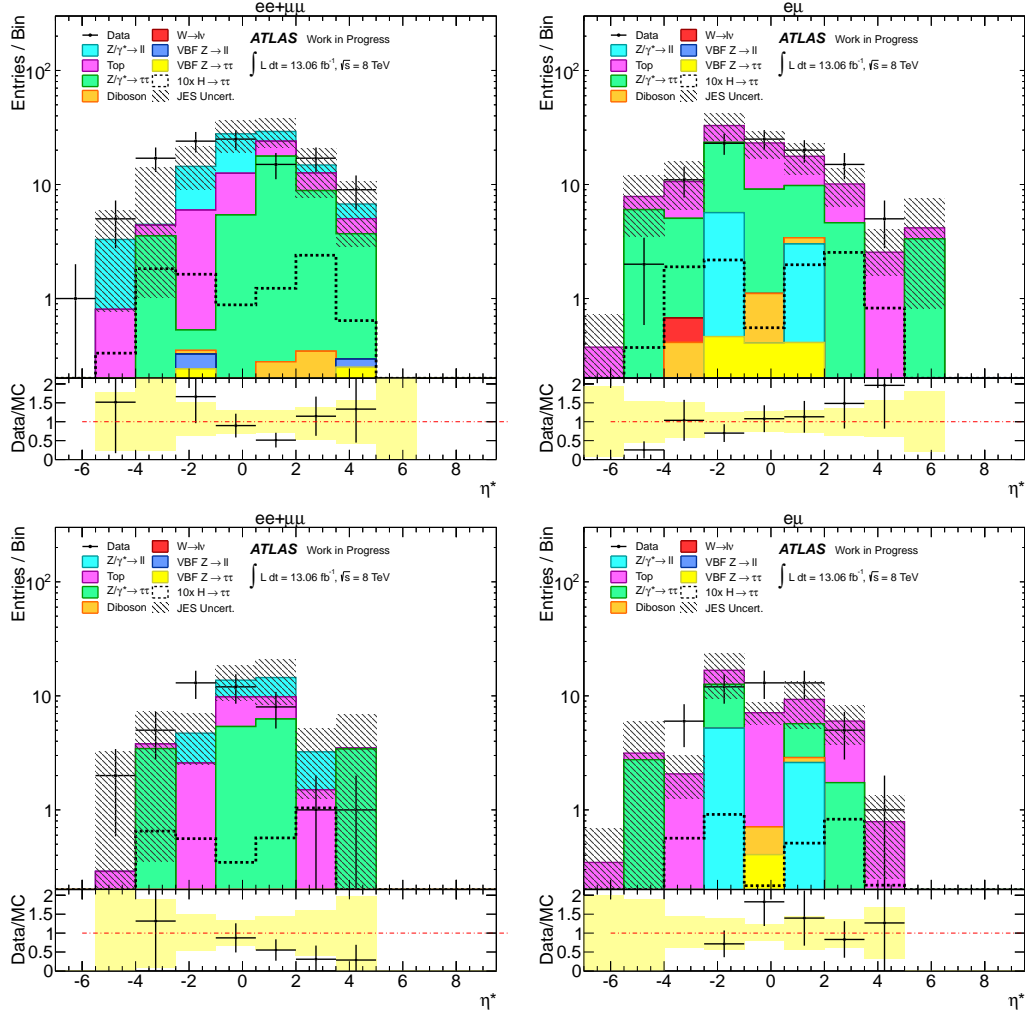 ee+μμ
Entries / Bin
10²
10
1
Data
Z/γ*→ ll
Top
Z/γ*→ ττ
Diboson
W→lν
VBF Z→ ll
VBF Z→ ττ
10x H→ ττ
JES Uncert.
ATLAS Work in Progress
∫ L dt = 13.06 fb⁻¹, √s = 8 TeV
Data/MC
2
1.5
1
0.5
0
-6 -4 -2 0 2 4 6 8
η*
eμ
Entries / Bin
10²
10
1
Data
Z/γ*→ ll
Top
Z/γ*→ ττ
Diboson
W→lν
VBF Z→ ll
VBF Z→ ττ
10x H→ ττ
JES Uncert.
ATLAS Work in Progress
∫ L dt = 13.06 fb⁻¹, √s = 8 TeV
Data/MC
2
1.5
1
0.5
0
-6 -4 -2 0 2 4 6 8
η*
ee+μμ
Entries / Bin
10²
10
1
Data
Z/γ*→ ll
Top
Z/γ*→ ττ
Diboson
W→lν
VBF Z→ ll
VBF Z→ ττ
10x H→ ττ
JES Uncert.
ATLAS Work in Progress
∫ L dt = 13.06 fb⁻¹, √s = 8 TeV
Data/MC
2
1.5
1
0.5
0
-6 -4 -2 0 2 4 6 8
η*
eμ
Entries / Bin
10²
10
1
Data
Z/γ*→ ll
Top
Z/γ*→ ττ
Diboson
W→lν
VBF Z→ ll
VBF Z→ ττ
10x H→ ττ
JES Uncert.
ATLAS Work in Progress
∫ L dt = 13.06 fb⁻¹, √s = 8 TeV
Data/MC
2
1.5
1
0.5
0
-6 -4 -2 0 2 4 6 8
η*